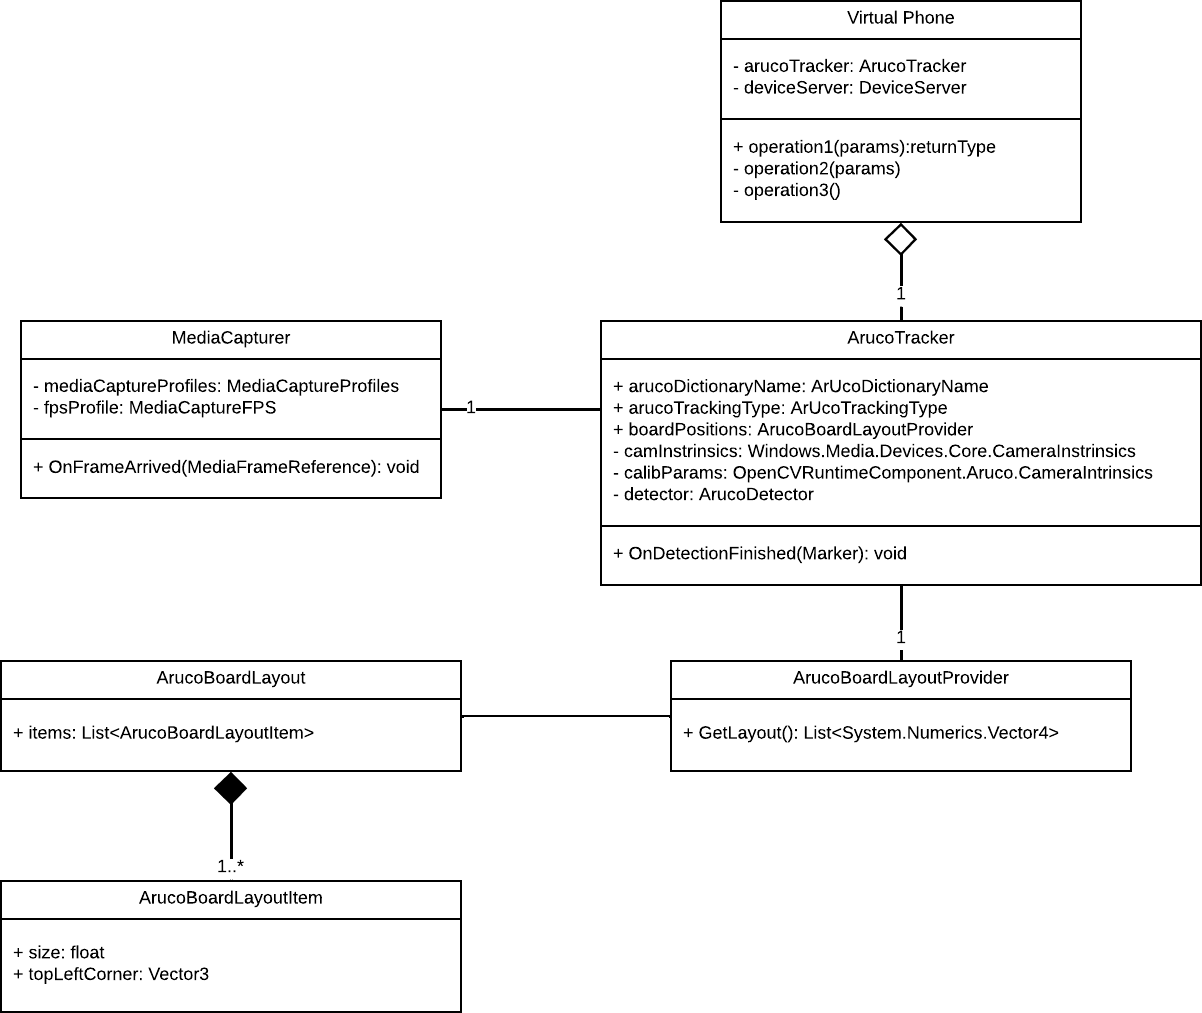 Virtual Phone
- arucoTracker: ArucoTracker
- deviceServer: DeviceServer
+ operation1(params):returnType
- operation2(params)
- operation3()
1
MediaCapturer
- mediaCaptureProfiles: MediaCaptureProfiles
- fpsProfile: MediaCaptureFPS
+ OnFrameArrived(MediaFrameReference): void
1
ArucoTracker
+ arucoDictionaryName: ArUcoDictionaryName
+ arucoTrackingType: ArUcoTrackingType
+ boardPositions: ArucoBoardLayoutProvider
- camInstrinsics: Windows.Media.Devices.Core.CameraInstrinsics
- calibParams: OpenCVRuntimeComponent.Aruco.CameraIntrinsics
- detector: ArucoDetector
+ OnDetectionFinished(Marker): void
1
ArucoBoardLayout
+ items: List<ArucoBoardLayoutItem>
ArucoBoardLayoutProvider
+ GetLayout(): List<System.Numerics.Vector4>
1..*
ArucoBoardLayoutItem
+ size: float
+ topLeftCorner: Vector3